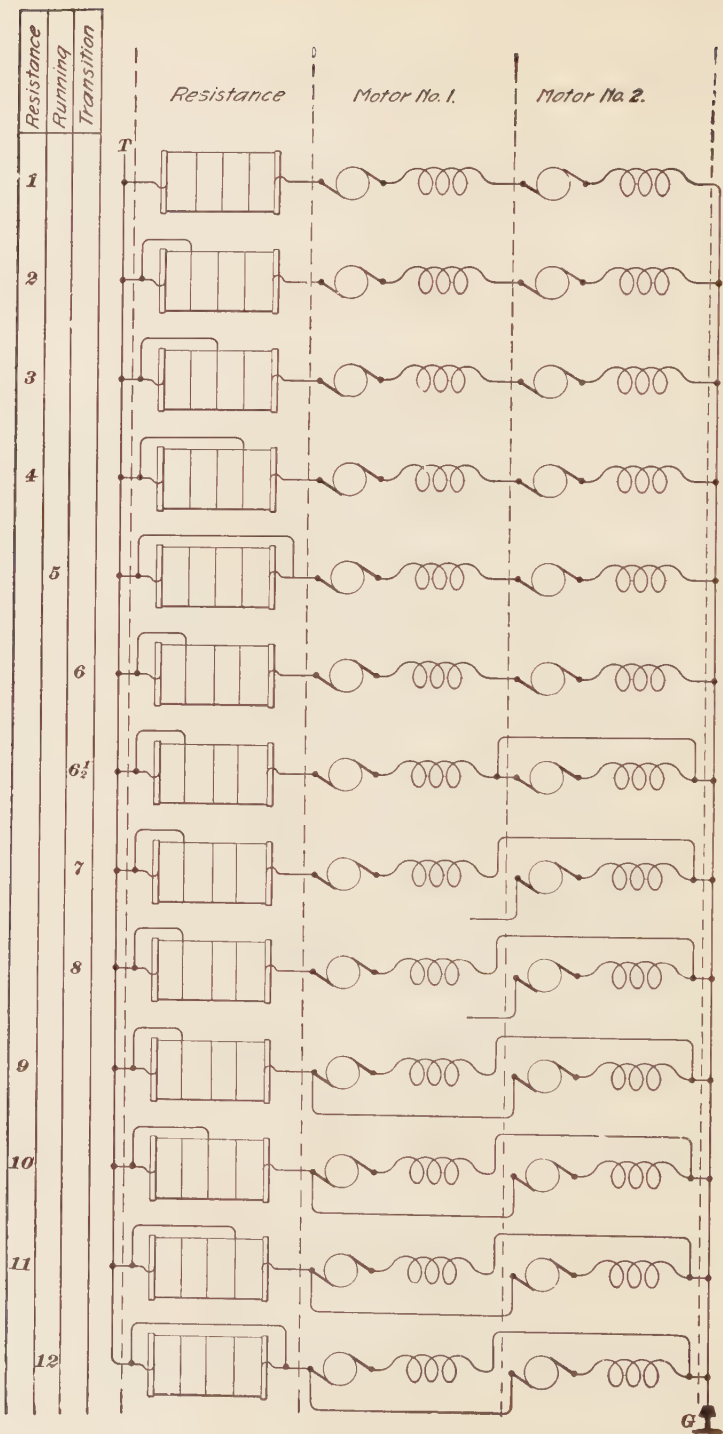 Resistance
Running
Transition
Resistance
Motor No. 1.
Motor No. 2.
T
1
2
3
4
5
6
6½
7
8
9
10
11
12
G